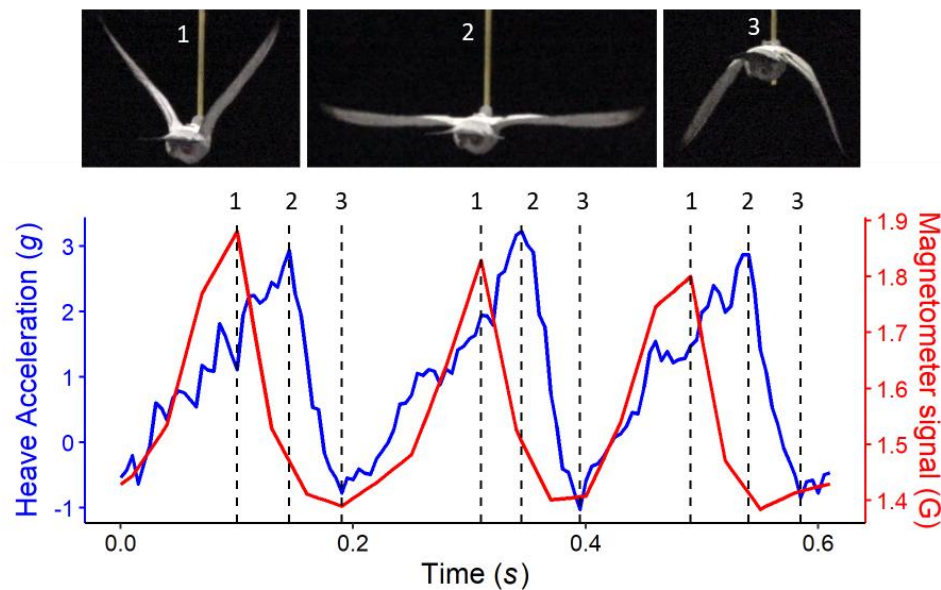 1
2
3
1 2 3 1 2 3 1 2 3
Heave Acceleration (g)
3
2
1
0
-1
1.9
1.8
1.7
1.6
1.5
1.4
Magnetometer signal (G)
0.0 0.2 0.4 0.6
Time (s)